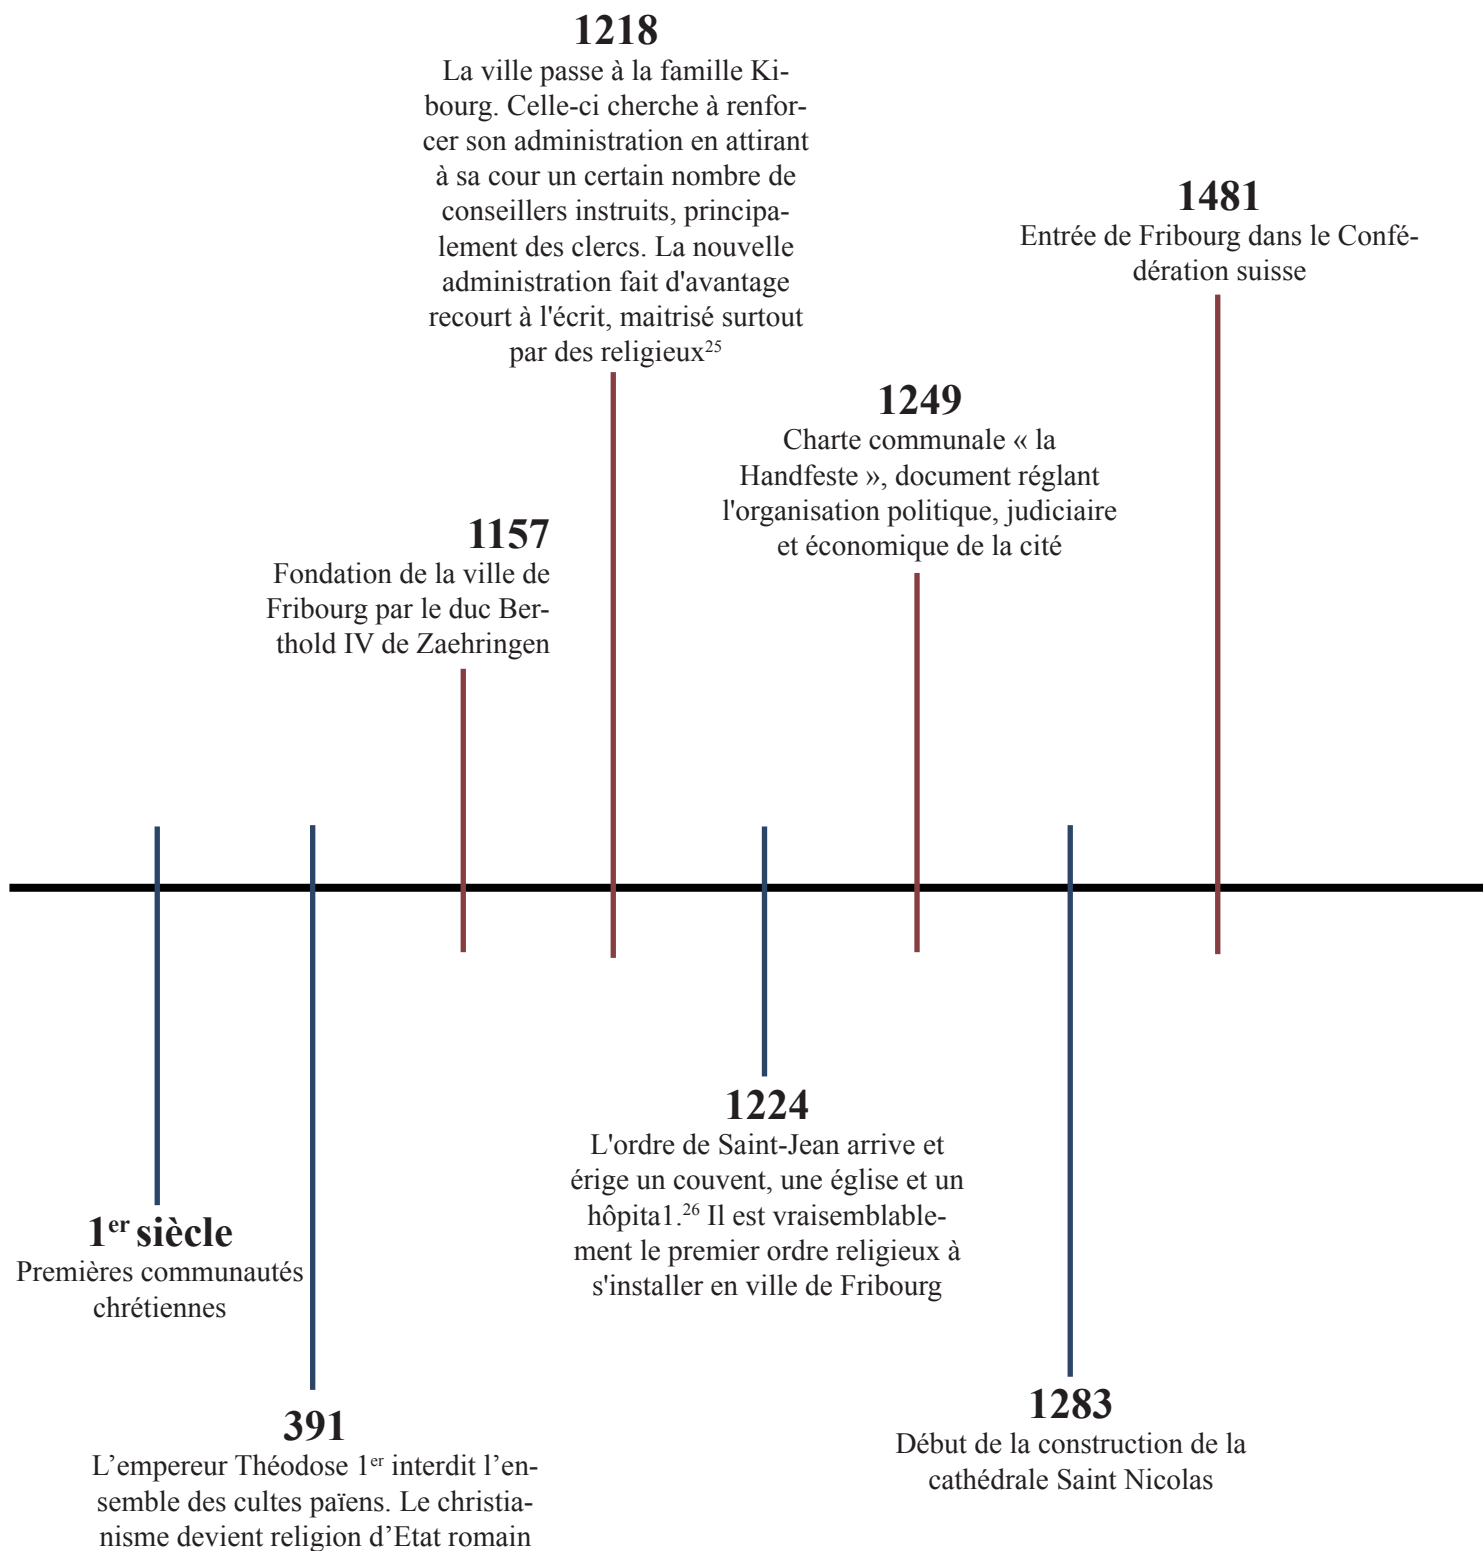 1218
La ville passe à la famille Ki-
bourg. Celle-ci cherche à renfor-
cer son administration en attirant
à sa cour un certain nombre de
conseillers instruits, principa-
lement des clercs. La nouvelle
administration fait d'avantage
recourt à l'écrit, maitrisé surtout
par des religieux25
1481
Entrée de Fribourg dans le Confé-
dération suisse
1249
Charte communale « la
Handfeste », document réglant
l'organisation politique, judiciaire
et économique de la cité
1157
Fondation de la ville de
Fribourg par le duc Ber-
thold IV de Zaehringen
1224
L'ordre de Saint-Jean arrive et
érige un couvent, une église et un
hôpita1.26 Il est vraisemblable-
ment le premier ordre religieux à
s'installer en ville de Fribourg
1er siècle
Premières communautés
chrétiennes
391
L’empereur Théodose 1er interdit l’en-
semble des cultes païens. Le christia-
nisme devient religion d’Etat romain
1283
Début de la construction de la
cathédrale Saint Nicolas